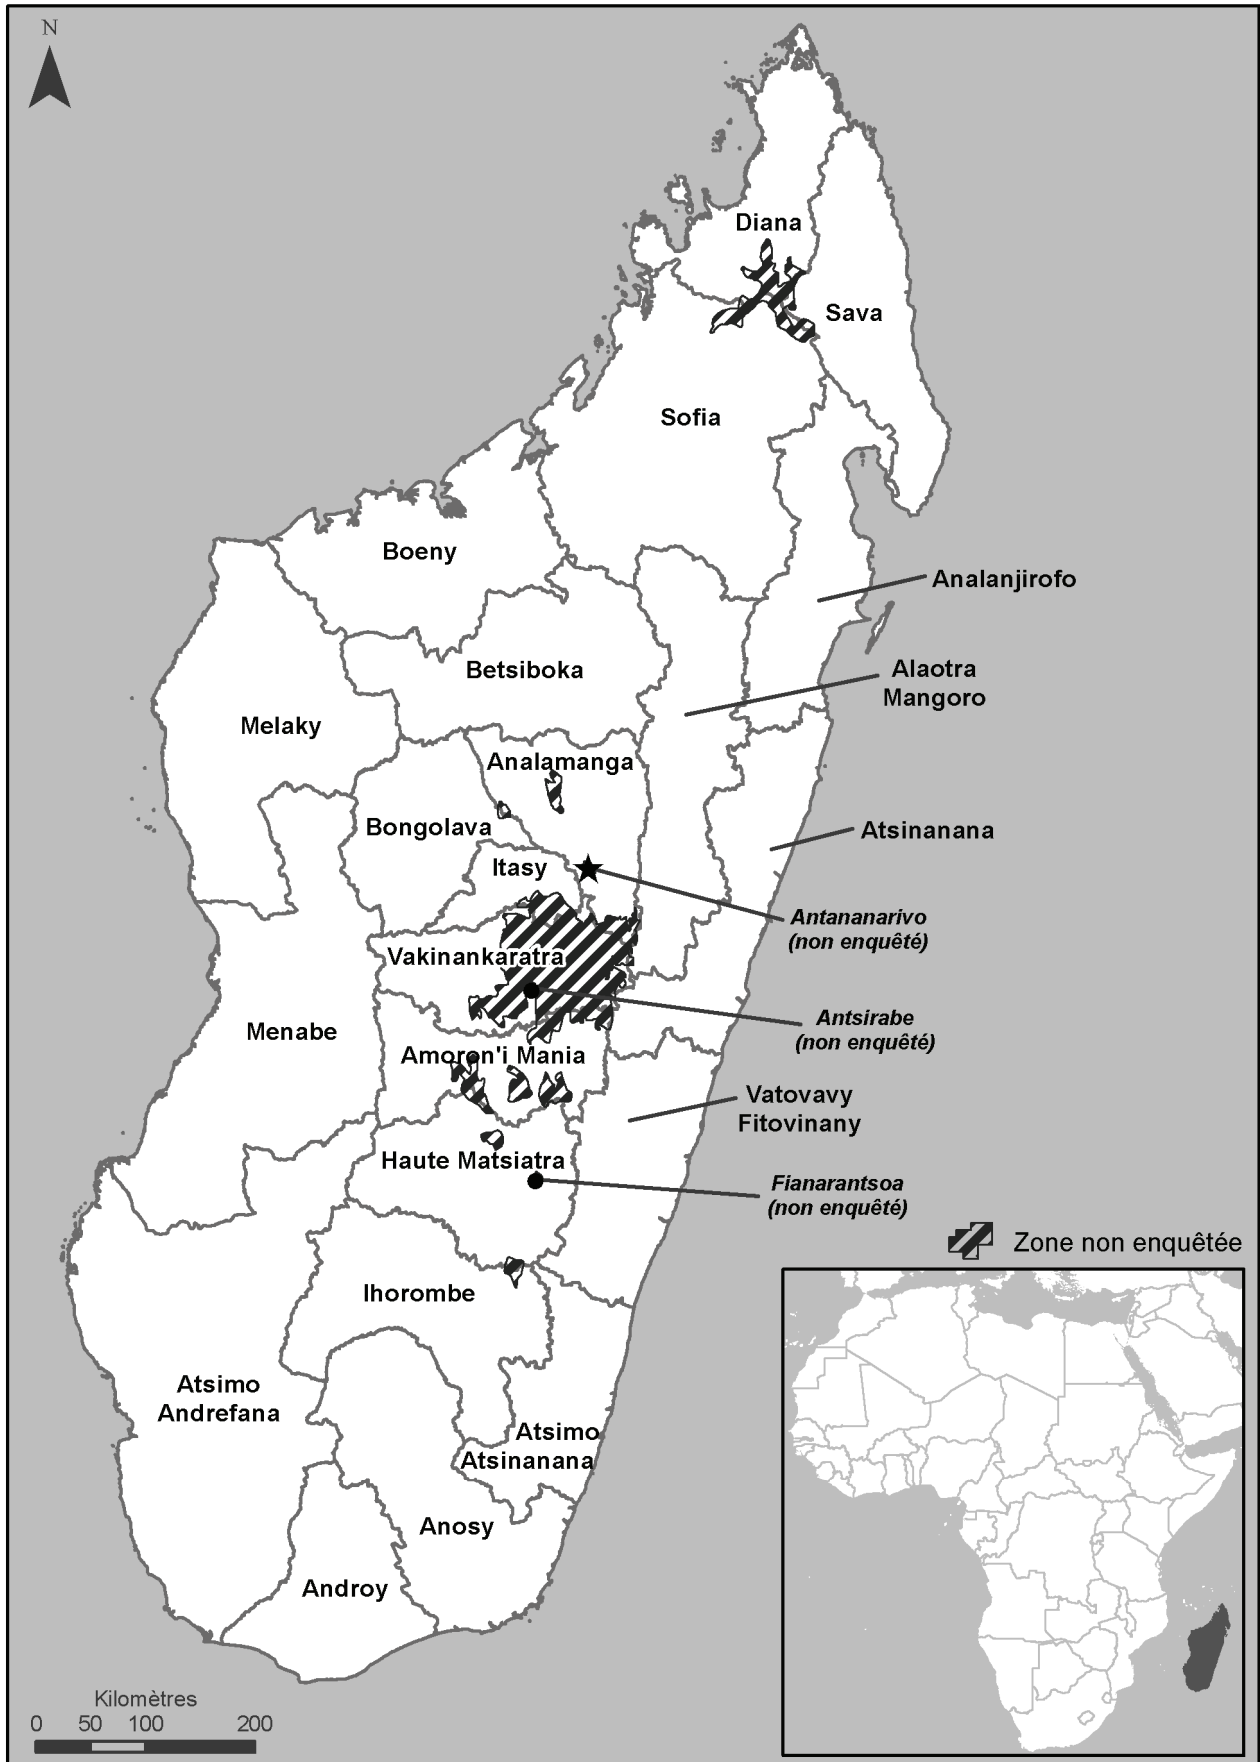 N
Diana
Sava
Sofia
Boeny
Analanjirofo
Betsiboka
Alaotra
Mangoro
Melaky
Analamanga
Bongolava
Atsinanana
Itasy
Antananarivo
(non enquêté)
Vakinankaratra
Antsirabe
(non enquêté)
Menabe
Amoron'i Mania
Vatovavy
Fitovinany
Haute Matsiatra
Fianarantsoa
(non enquêté)
Zone non enquêtée
Ihorombe
Atsimo
Andrefana
Atsimo
Atsinanana
Anosy
Androy
Kilomètres
0 50 100 200